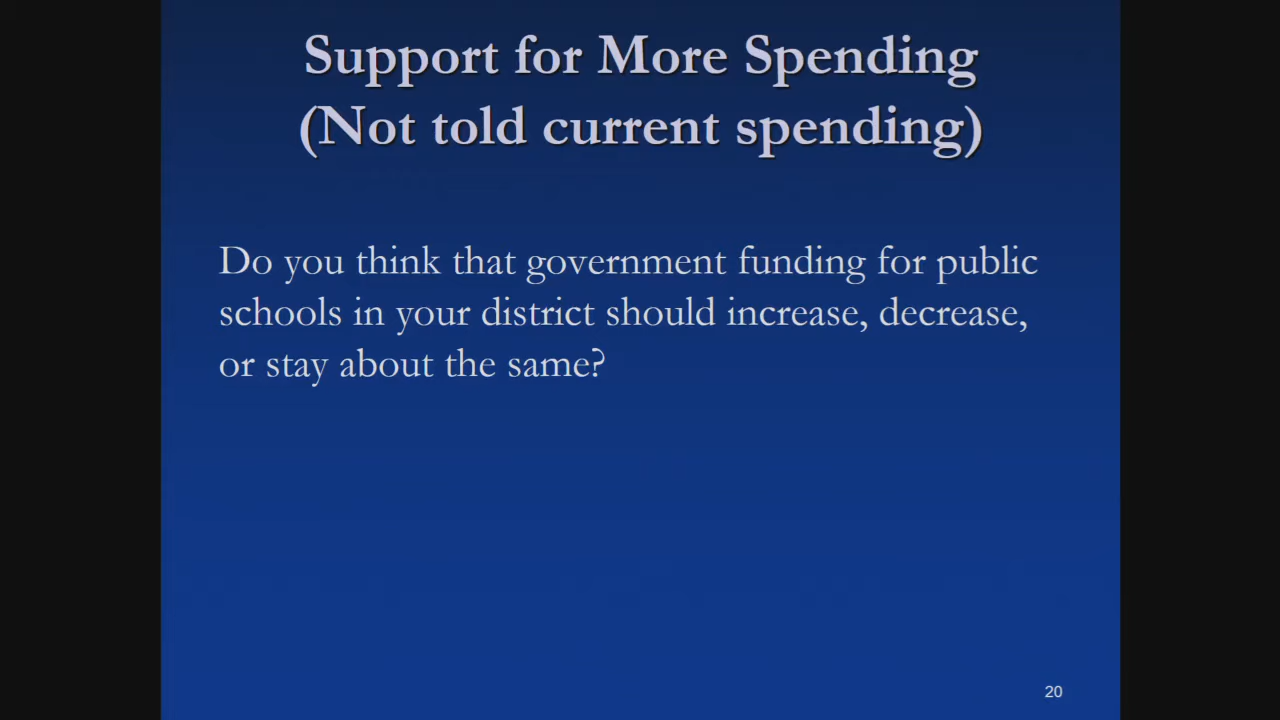 Support for More Spending
(Not told current spending)
Do you think that government funding for public
schools in your district should increase, decrease,
or stay about the same?
20